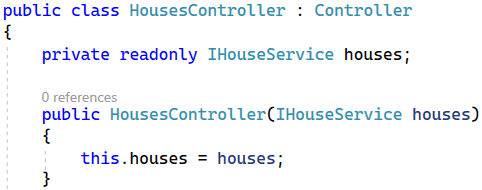 public class HousesController : Controller
{
    private readonly IHouseService houses;
    0 references
    public HousesController(IHouseService houses)
    {
        this.houses = houses;
    }